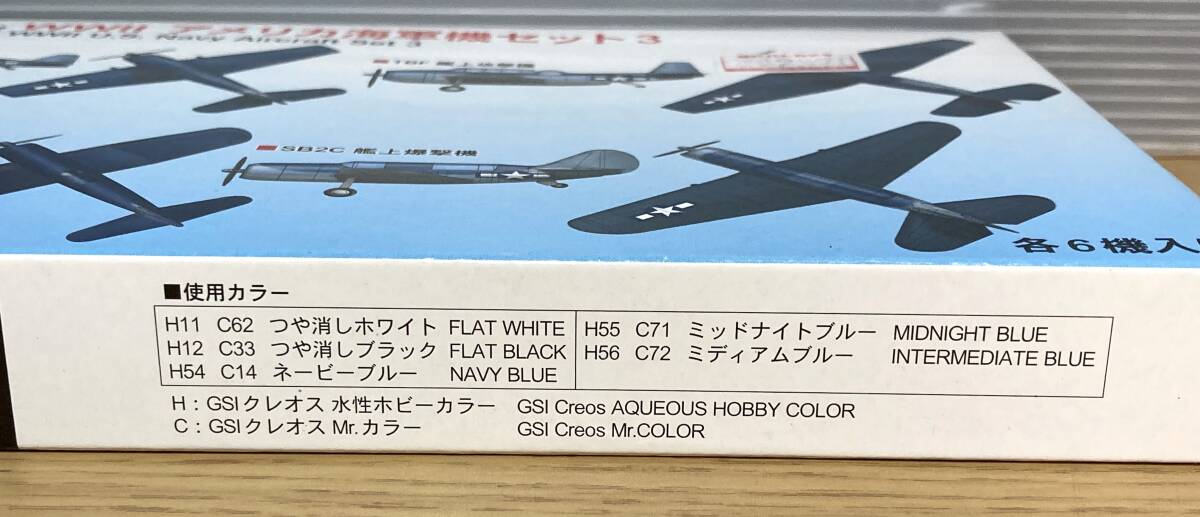 WWII アメリカ海軍機セット3
WWII U.S. Navy Aircraft Set 3
■TBF 艦上攻撃機
■SB2C 艦上爆撃機
各6機入
■使用カラー
H11 C62 つや消しホワイト FLAT WHITE
H12 C33 つや消しブラック FLAT BLACK
H54 C14 ネービーブルー NAVY BLUE
H55 C71 ミッドナイトブルー MIDNIGHT BLUE
H56 C72 ミディアムブルー INTERMEDIATE BLUE
H：GSIクレオス 水性ホビーカラー GSI Creos AQUEOUS HOBBY COLOR
C：GSIクレオス Mr.カラー GSI Creos Mr.COLOR